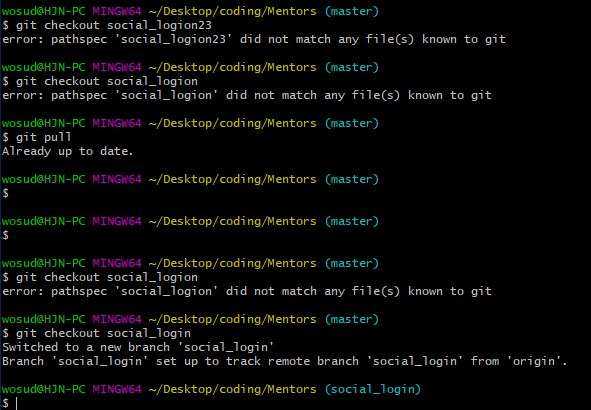 wosud@HJN-PC MINGW64 ~/Desktop/coding/Mentors (master)
$ git checkout social_logion23
error: pathspec 'social_logion23' did not match any file(s) known to git
wosud@HJN-PC MINGW64 ~/Desktop/coding/Mentors (master)
$ git checkout social_logion
error: pathspec 'social_logion' did not match any file(s) known to git
wosud@HJN-PC MINGW64 ~/Desktop/coding/Mentors (master)
$ git pull
Already up to date.
wosud@HJN-PC MINGW64 ~/Desktop/coding/Mentors (master)
$
wosud@HJN-PC MINGW64 ~/Desktop/coding/Mentors (master)
$
wosud@HJN-PC MINGW64 ~/Desktop/coding/Mentors (master)
$ git checkout social_logion
error: pathspec 'social_logion' did not match any file(s) known to git
wosud@HJN-PC MINGW64 ~/Desktop/coding/Mentors (master)
$ git checkout social_login
Switched to a new branch 'social_login'
Branch 'social_login' set up to track remote branch 'social_login' from 'origin'.
wosud@HJN-PC MINGW64 ~/Desktop/coding/Mentors (social_login)
$